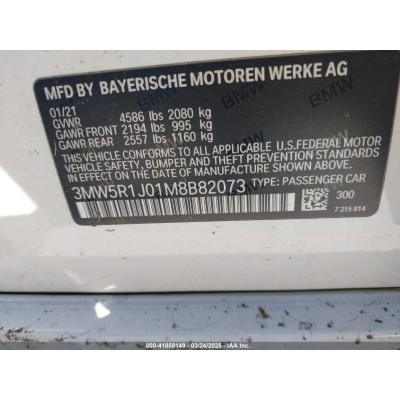 MFD BY BAYERISCHE MOTOREN WERKE AG
01/21
GVWR 4586 lbs 2080 kg
GAWR FRONT 2194 lbs 995 kg
GAWR REAR 2557 lbs 1160 kg
THIS VEHICLE CONFORMS TO ALL APPLICABLE U.S.FEDERAL MOTOR
VEHICLE SAFETY, BUMPER, AND THEFT PREVENTION STANDARDS
IN EFFECT ON THE DATE OF MANUFACTURE SHOWN ABOVE.
3MW5R1J01M8B82073 TYPE: PASSENGER CAR
300
7 315 814
000-41858149 03/24/2025 IAA Inc.